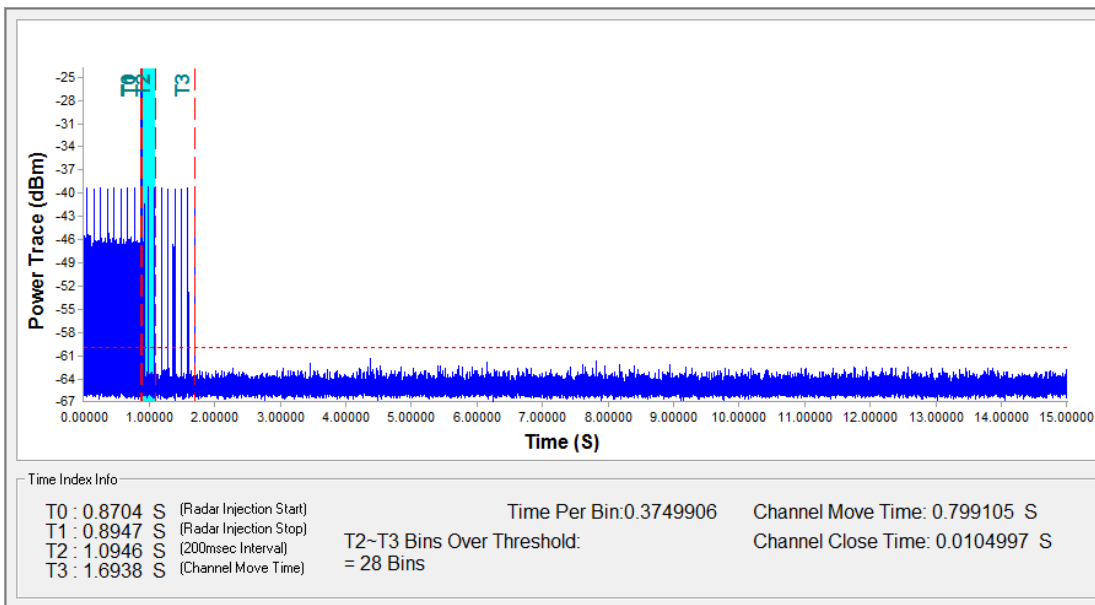 Power Trace (dBm)
-25
-28
-31
-34
-37
-40
-43
-46
-49
-52
-55
-58
-61
-64
-67
T0 T2 T3
0.00000 1.00000 2.00000 3.00000 4.00000 5.00000 6.00000 7.00000 8.00000 9.00000 10.00000 11.00000 12.00000 13.00000 14.00000 15.00000
Time (S)
Time Index Info
T0 : 0.8704 S (Radar Injection Start)
T1 : 0.8947 S (Radar Injection Stop)
T2 : 1.0946 S (200msec Interval)
T3 : 1.6938 S (Channel Move Time)
Time Per Bin:0.3749906
T2~T3 Bins Over Threshold:
= 28 Bins
Channel Move Time: 0.799105 S
Channel Close Time: 0.0104997 S